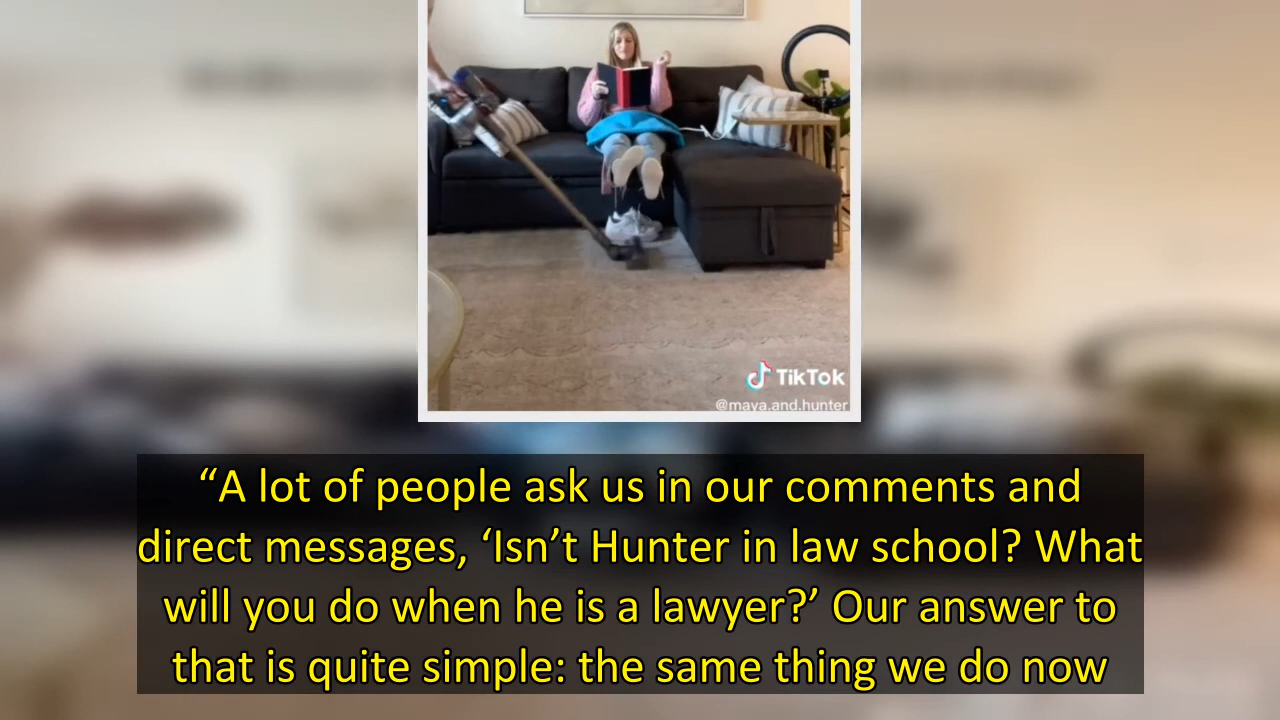 TikTok
@maya.and.hunter
“A lot of people ask us in our comments and
direct messages, ‘Isn’t Hunter in law school? What
will you do when he is a lawyer?’ Our answer to
that is quite simple: the same thing we do now